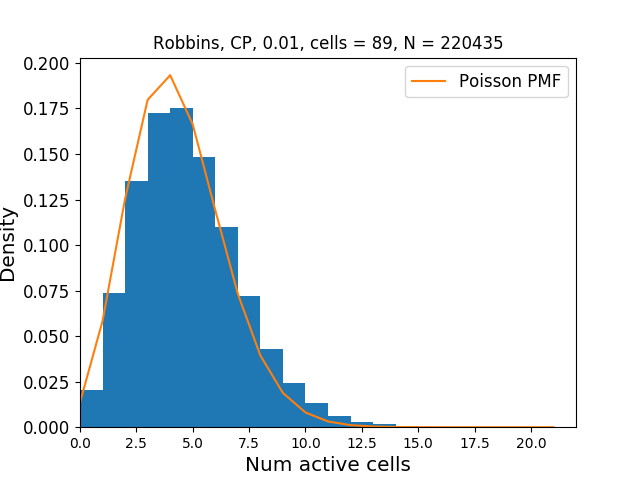 Robbins, CP, 0.01, cells = 89, N = 220435
Poisson PMF
Density
0.200
0.175
0.150
0.125
0.100
0.075
0.050
0.025
0.000
0.0 2.5 5.0 7.5 10.0 12.5 15.0 17.5 20.0
Num active cells